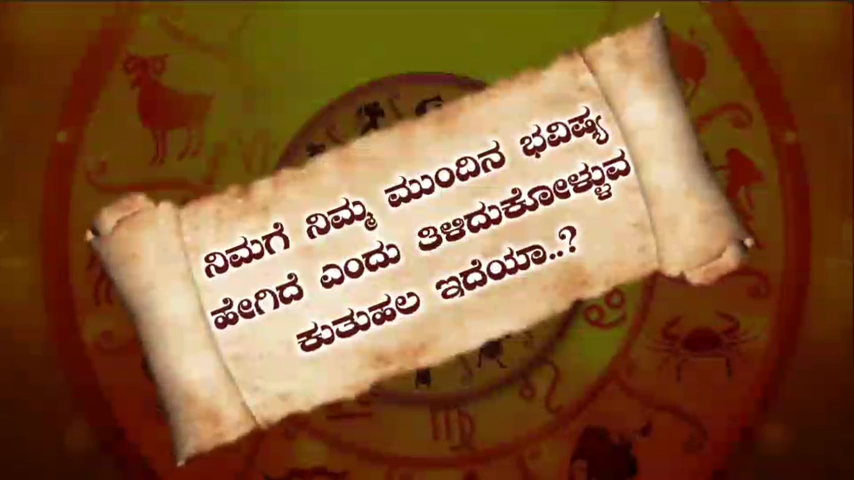 ನಿಮಗೆ ನಿಮ್ಮ ಮುಂದಿನ ಭವಿಷ್ಯ
ಹೇಗಿದೆ ಎಂದು ತಿಳಿದುಕೋಳ್ಳುವ
ಕುತುಹಲ ಇದೆಯಾ..?